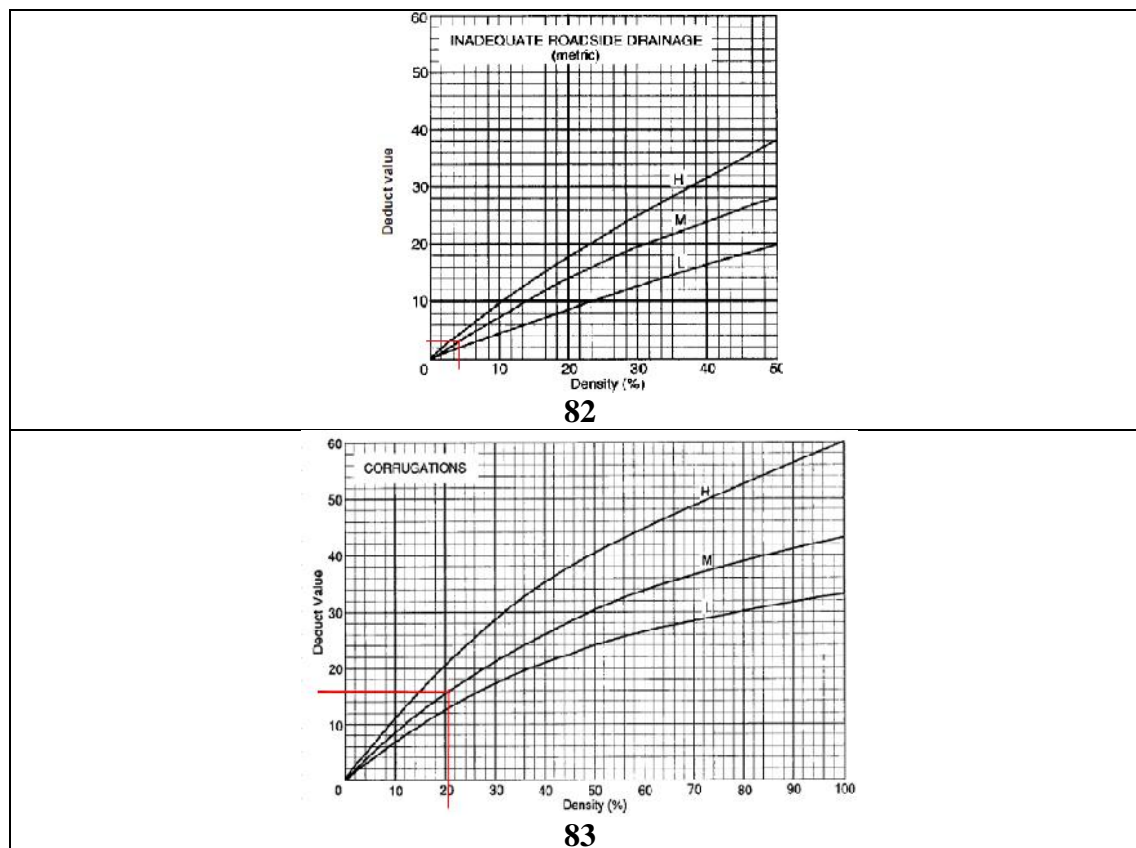 60
INADEQUATE ROADSIDE DRAINAGE
(metric)
50
40
30
20
10
0
Deduct value
H
M
L
10 20 30 40 50
Density (%)
82
60
CORRUGATIONS
50
40
30
20
10
0
Deduct Value
H
M
L
10 20 30 40 50 60 70 80 90 100
Density (%)
83